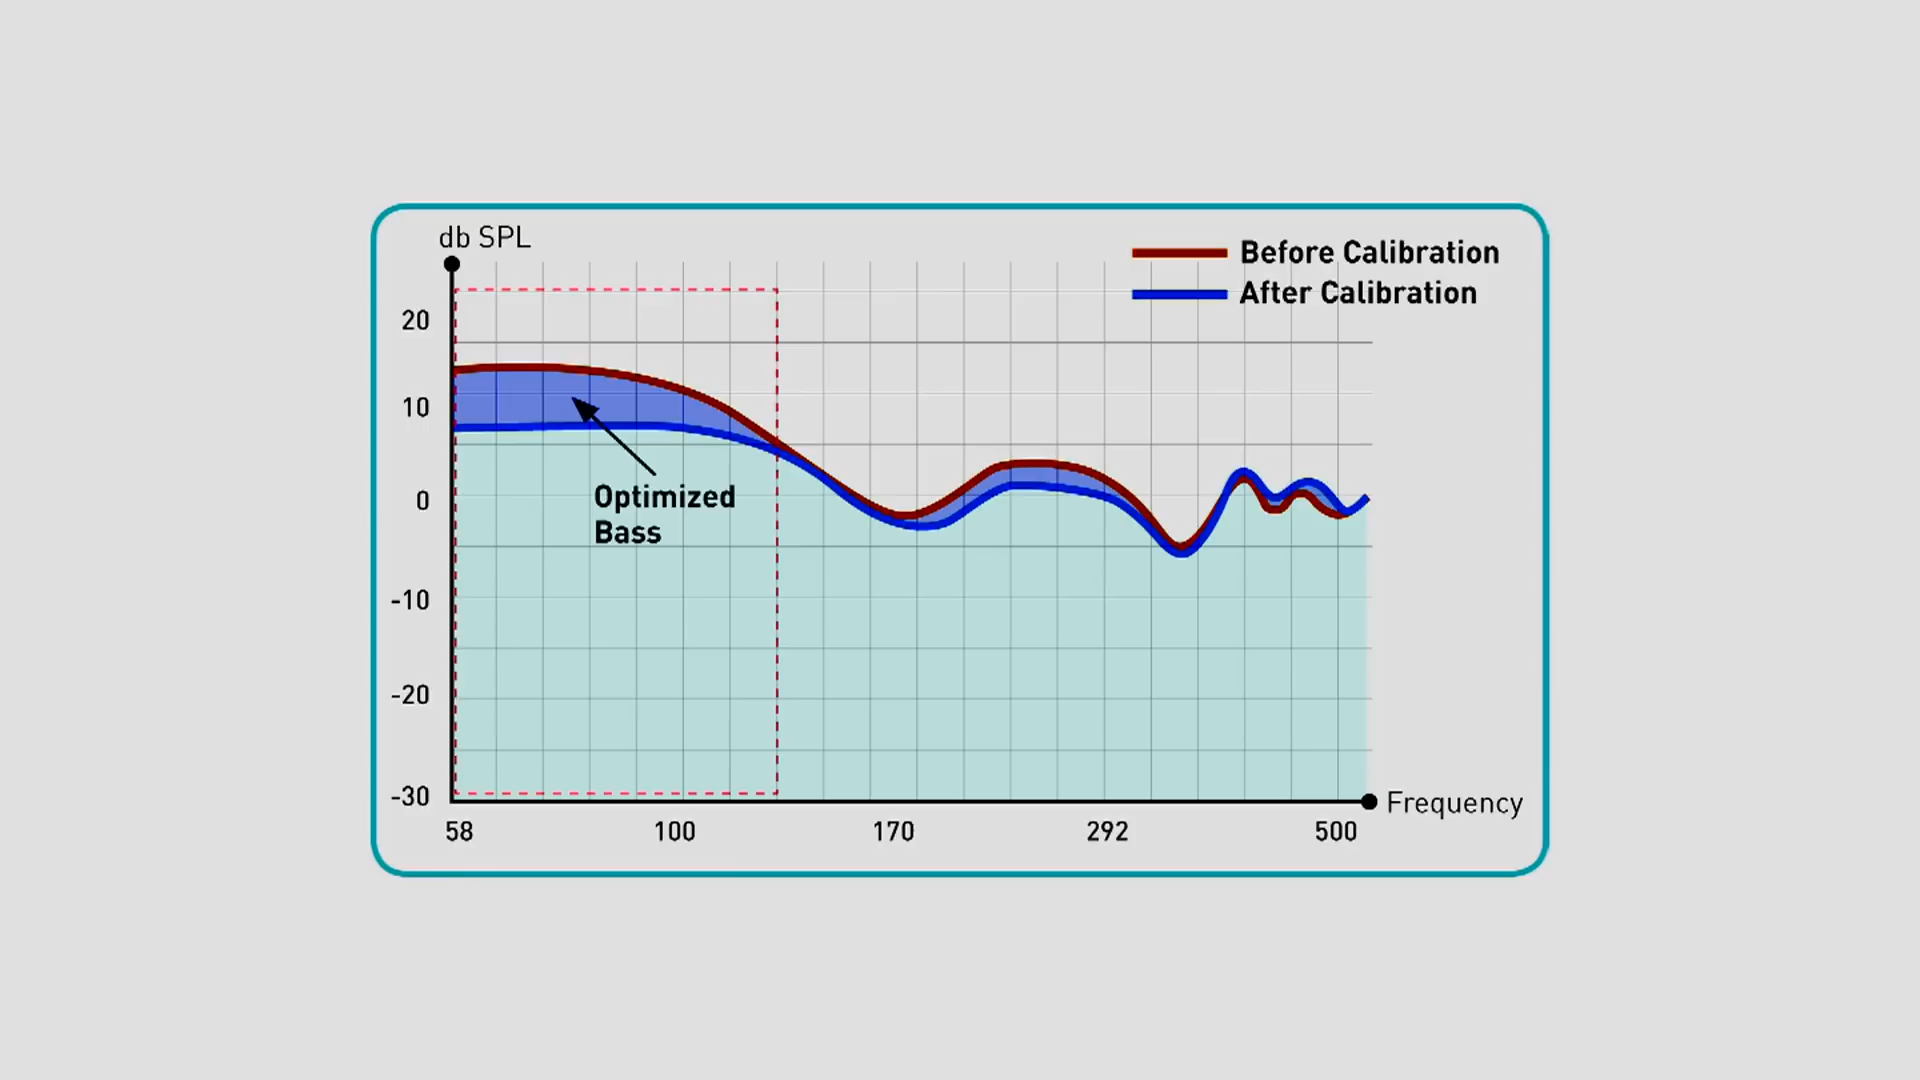 db SPL
Before Calibration
After Calibration
20
10
0
-10
-20
-30
Optimized
Bass
Frequency
58 100 170 292 500